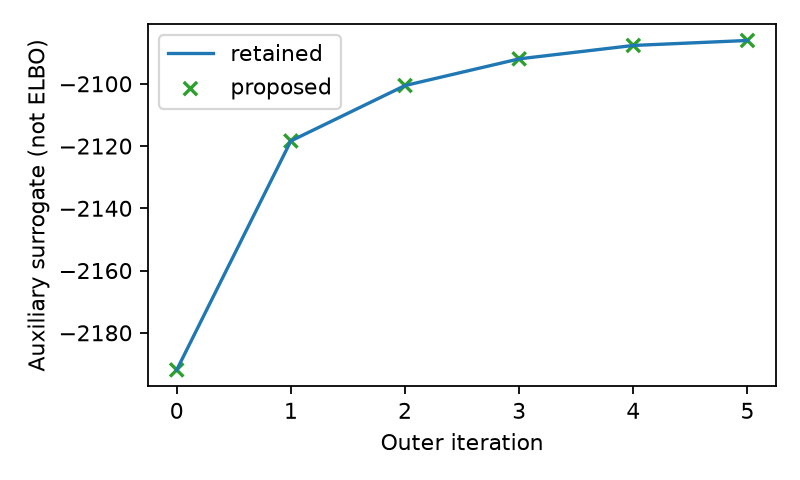 retained
proposed
Auxiliary surrogate (not ELBO)
−2100
−2120
−2140
−2160
−2180
0 1 2 3 4 5
Outer iteration